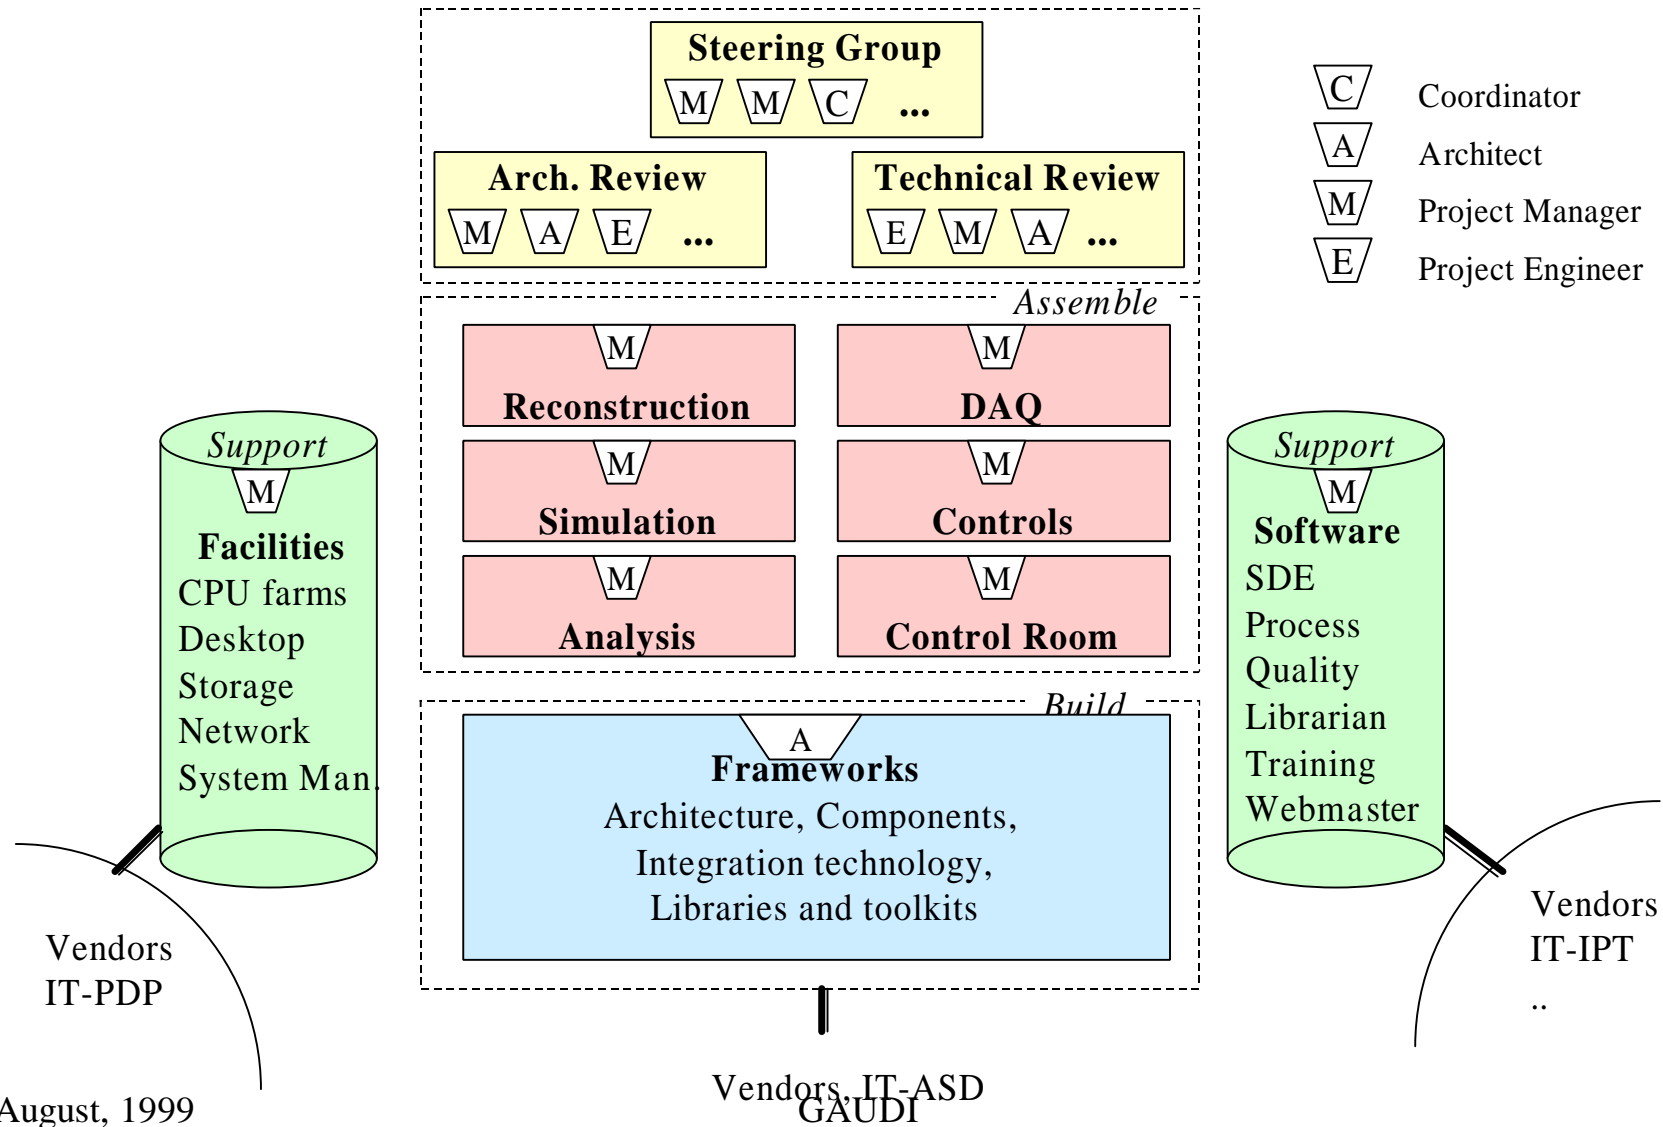 Steering Group
M M C ...
Arch. Review
M A E ...
Technical Review
E M A ...
C Coordinator
A Architect
M Project Manager
E Project Engineer
Assemble
M
Reconstruction
M
DAQ
M
Simulation
M
Controls
M
Analysis
M
Control Room
Support
M
Facilities
CPU farms
Desktop
Storage
Network
System Man.
Support
M
Software
SDE
Process
Quality
Librarian
Training
Webmaster
Build
A
Frameworks
Architecture, Components,
Integration technology,
Libraries and toolkits
Vendors
IT-PDP
Vendors
IT-IPT
..
Vendors, IT-ASD
August, 1999
GAUDI